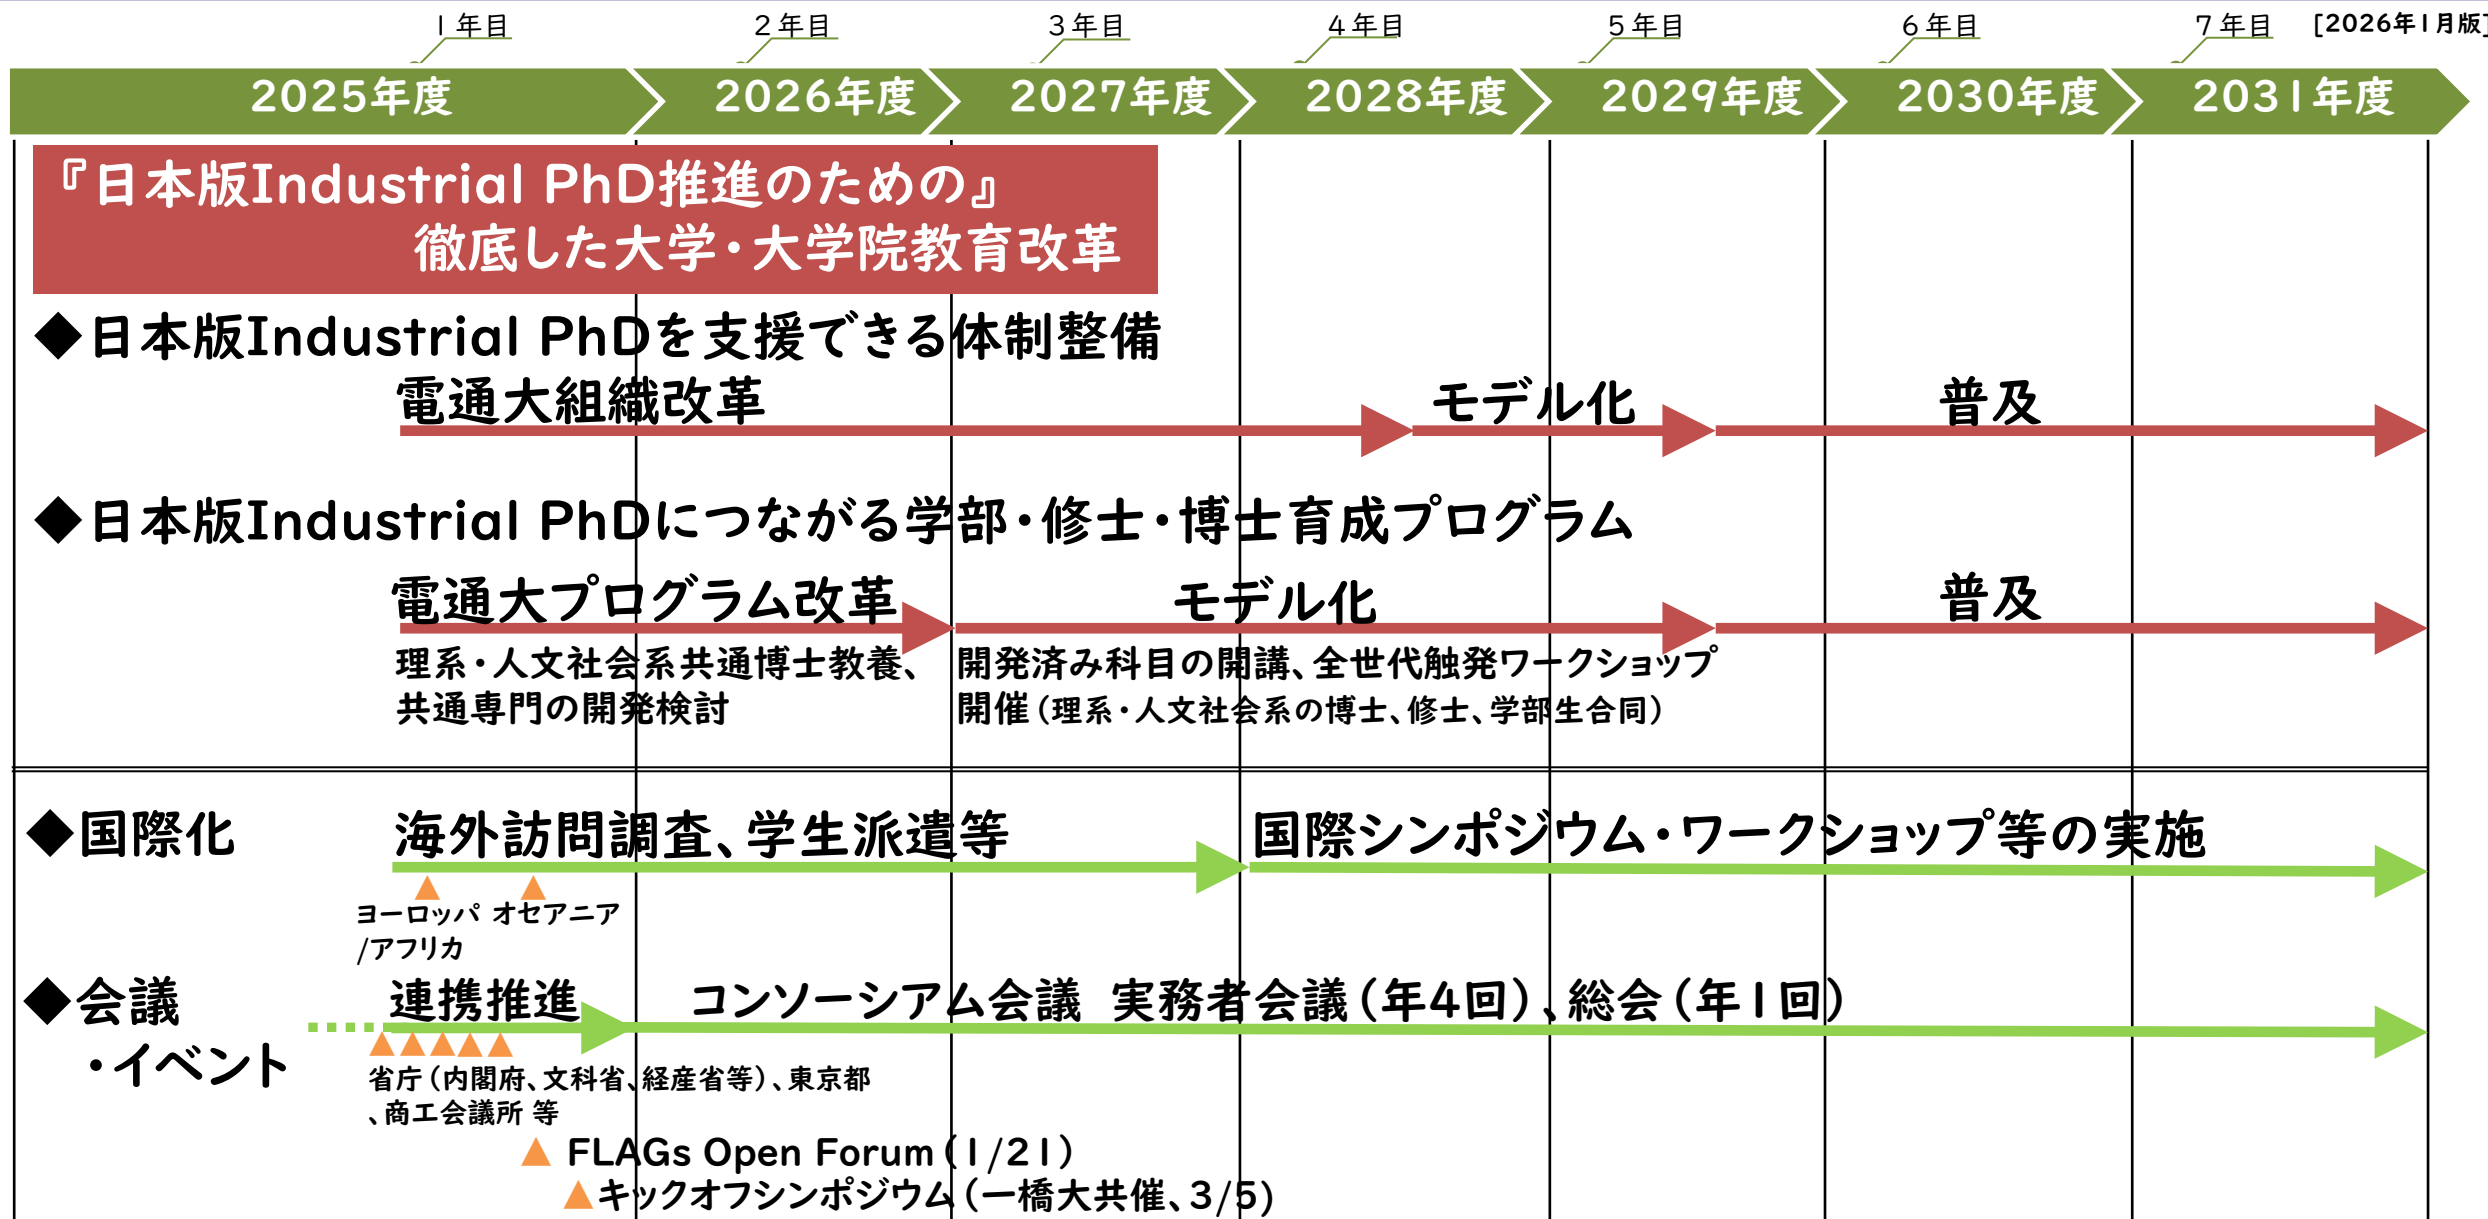 1年目 2年目 3年目 4年目 5年目 6年目 7年目 [2026年1月版]
2025年度 2026年度 2027年度 2028年度 2029年度 2030年度 2031年度
『日本版Industrial PhD推進のための』
徹底した大学・大学院教育改革
◆日本版Industrial PhDを支援できる体制整備
電通大組織改革 モデル化 普及
◆日本版Industrial PhDにつながる学部・修士・博士育成プログラム
電通大プログラム改革 モデル化 普及
理系・人文社会系共通博士教養、 開発済み科目の開講、全世代触発ワークショップ
共通専門の開発検討 開催(理系・人文社会系の博士、修士、学部生合同)
◆国際化 海外訪問調査、学生派遣等 国際シンポジウム・ワークショップ等の実施
ヨーロッパ オセアニア
/アフリカ
◆会議 連携推進 コンソーシアム会議 実務者会議(年4回)、総会(年1回)
・イベント
省庁(内閣府、文科省、経産省等)、東京都
、商工会議所 等
▲ FLAGs Open Forum(1/21)
▲キックオフシンポジウム(一橋大共催、3/5)